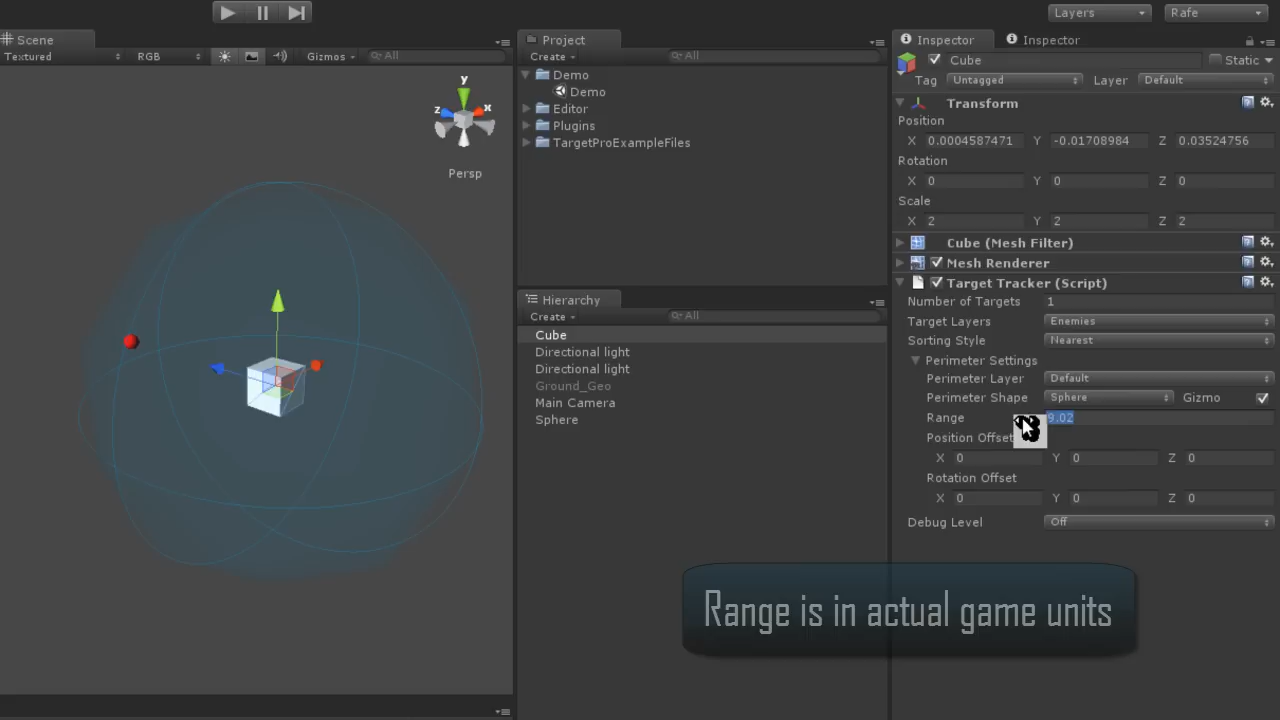 Layers
Rafe
Scene
Textured
RGB
Gizmos
All
y
z
x
Persp
Project
Create
All
Demo
Demo
Editor
Plugins
TargetProExampleFiles
Hierarchy
Create
All
Cube
Directional light
Directional light
Ground_Geo
Main Camera
Sphere
Inspector
Inspector
Cube
Static
Tag Untagged Layer Default
Transform
Position
X 0.0004587471 Y -0.01708984 Z 0.03524756
Rotation
X 0 Y 0 Z 0
Scale
X 2 Y 2 Z 2
Cube (Mesh Filter)
Mesh Renderer
Target Tracker (Script)
Number of Targets 1
Target Layers Enemies
Sorting Style Nearest
Perimeter Settings
Perimeter Layer Default
Perimeter Shape Sphere Gizmo
Range 9.02
Position Offset
X 0 Y 0 Z 0
Rotation Offset
X 0 Y 0 Z 0
Debug Level Off
Range is in actual game units